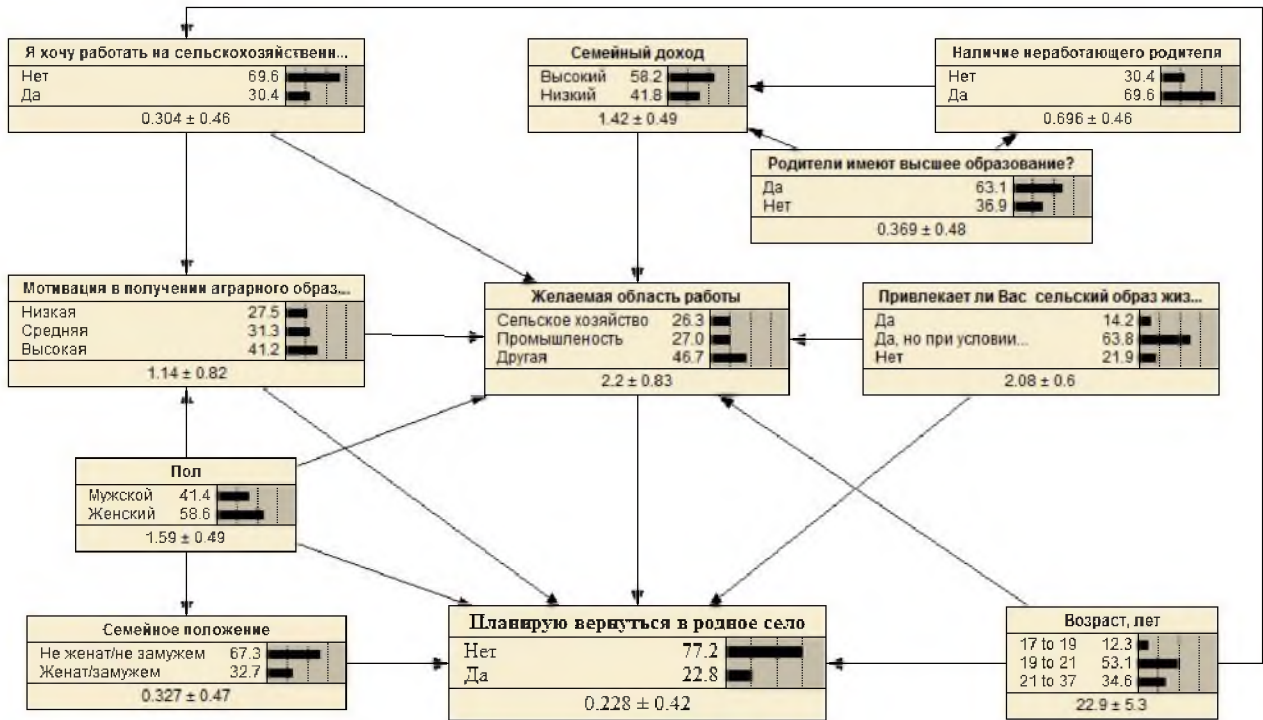 Я хочу работать на сельскохозяйственн...
Нет 69.6
Да 30.4
0.304 ± 0.46
Семейный доход
Высокий 58.2
Низкий 41.8
1.42 ± 0.49
Наличие неработающего родителя
Нет 30.4
Да 69.6
0.696 ± 0.46
Родители имеют высшее образование?
Да 63.1
Нет 36.9
0.369 ± 0.48
Мотивация в получении аграрного образ...
Низкая 27.5
Средняя 31.3
Высокая 41.2
1.14 ± 0.82
Желаемая область работы
Сельское хозяйство 26.3
Промышленость 27.0
Другая 46.7
2.2 ± 0.83
Привлекает ли Вас сельский образ жиз...
Да 14.2
Да, но при условии... 63.8
Нет 21.9
2.08 ± 0.6
Пол
Мужской 41.4
Женский 58.6
1.59 ± 0.49
Семейное положение
Не женат/не замужем 67.3
Женат/замужем 32.7
0.327 ± 0.47
Планирую вернуться в родное село
Нет 77.2
Да 22.8
0.228 ± 0.42
Возраст, лет
17 to 19 12.3
19 to 21 53.1
21 to 37 34.6
22.9 ± 5.3